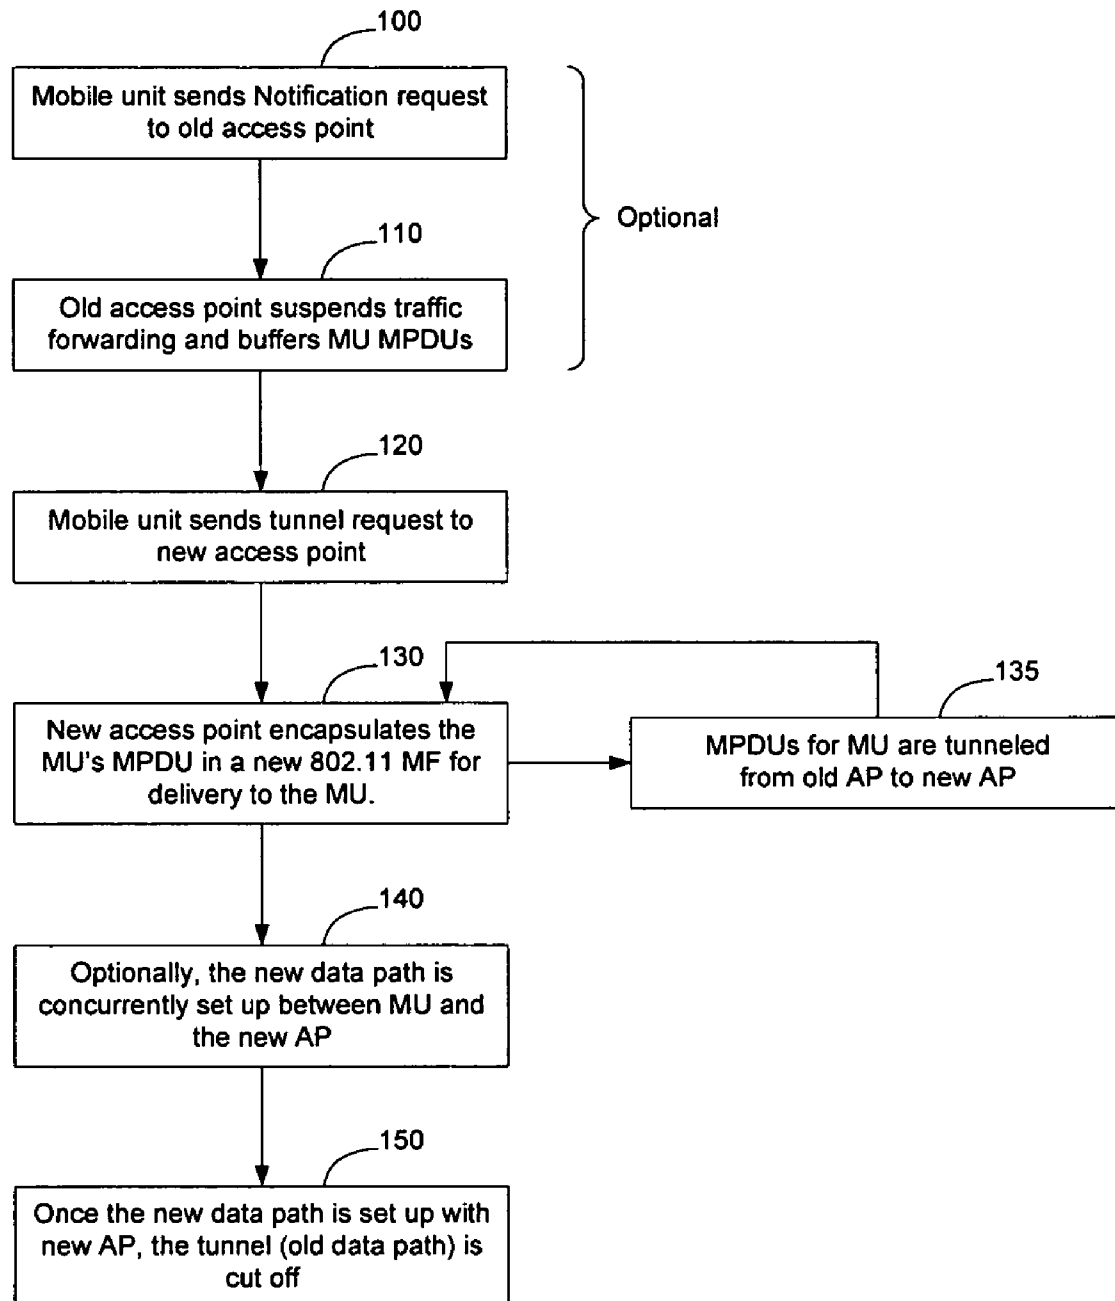 100
Mobile unit sends Notification request
to old access point
Optional
110
Old access point suspends traffic
forwarding and buffers MU MPDUs
120
Mobile unit sends tunnel request to
new access point
130
New access point encapsulates the
MU's MPDU in a new 802.11 MF for
delivery to the MU.
135
MPDUs for MU are tunneled
from old AP to new AP
140
Optionally, the new data path is
concurrently set up between MU and
the new AP
150
Once the new data path is set up with
new AP, the tunnel (old data path) is
cut off